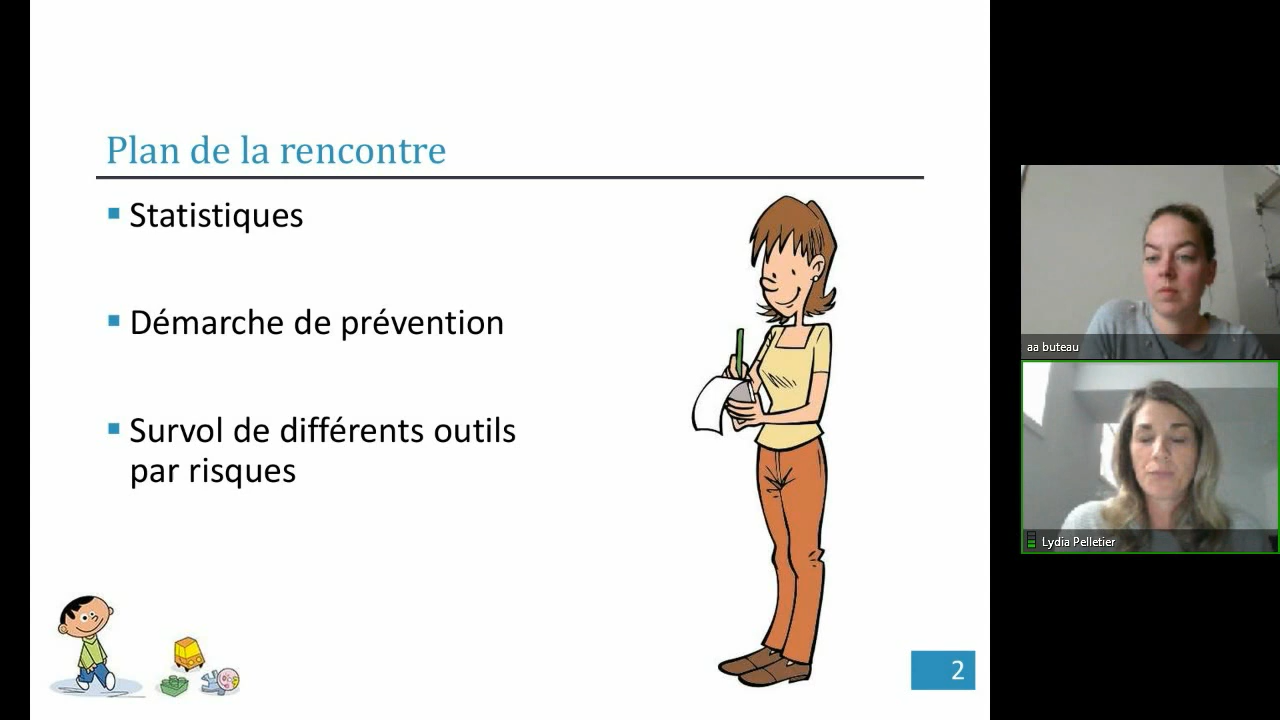 Plan de la rencontre
Statistiques
Démarche de prévention
Survol de différents outils
par risques
2
aa buteau
Lydia Pelletier